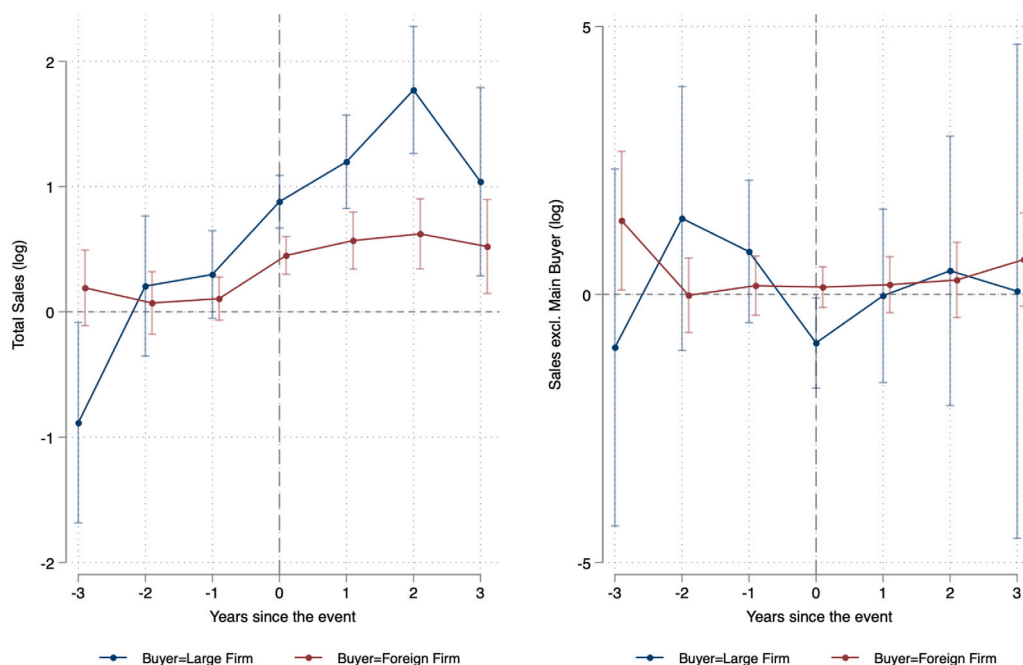 Total Sales (log)
2
1
0
-1
-2
-3 -2 -1 0 1 2 3
Years since the event
Buyer=Large Firm Buyer=Foreign Firm
Sales excl. Main Buyer (log)
5
0
-5
-3 -2 -1 0 1 2 3
Years since the event
Buyer=Large Firm Buyer=Foreign Firm